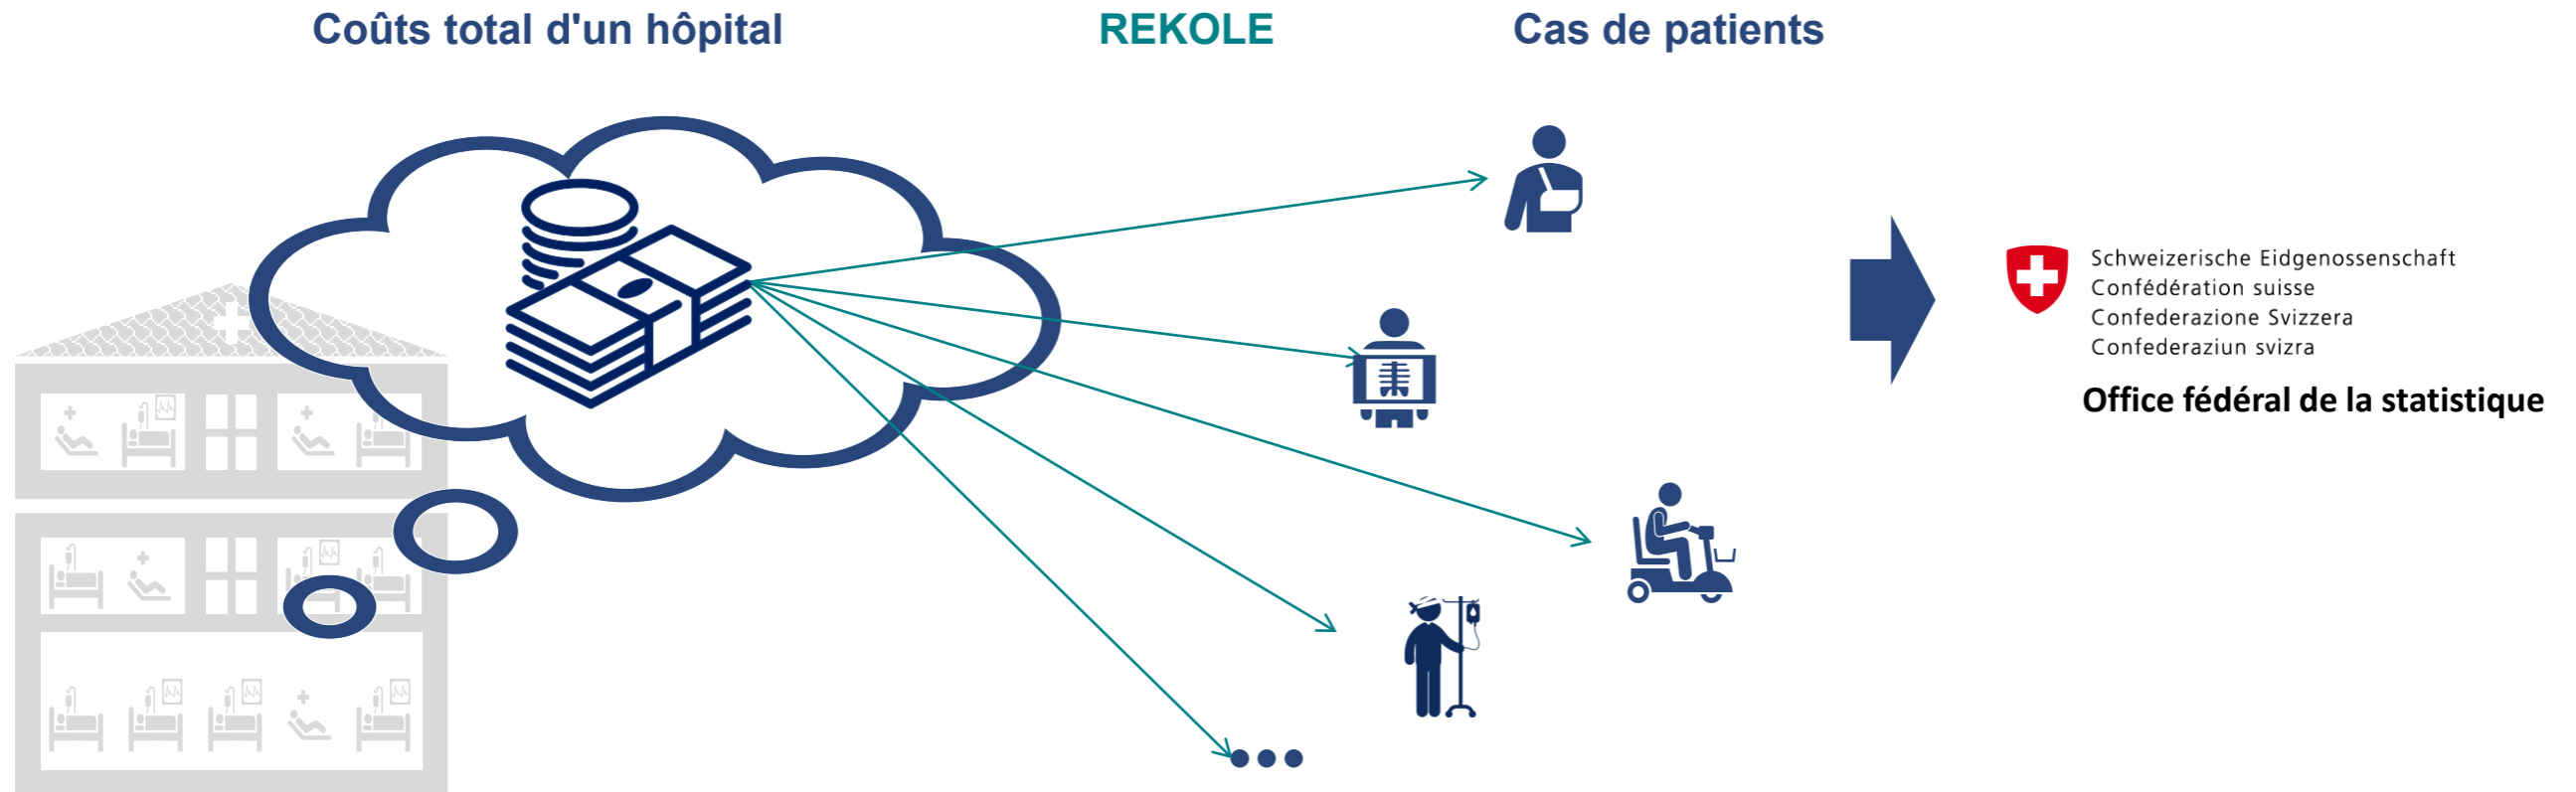 Coûts total d'un hôpital
REKOLE
Cas de patients
Schweizerische Eidgenossenschaft
Confédération suisse
Confederazione Svizzera
Confederaziun svizra
Office fédéral de la statistique